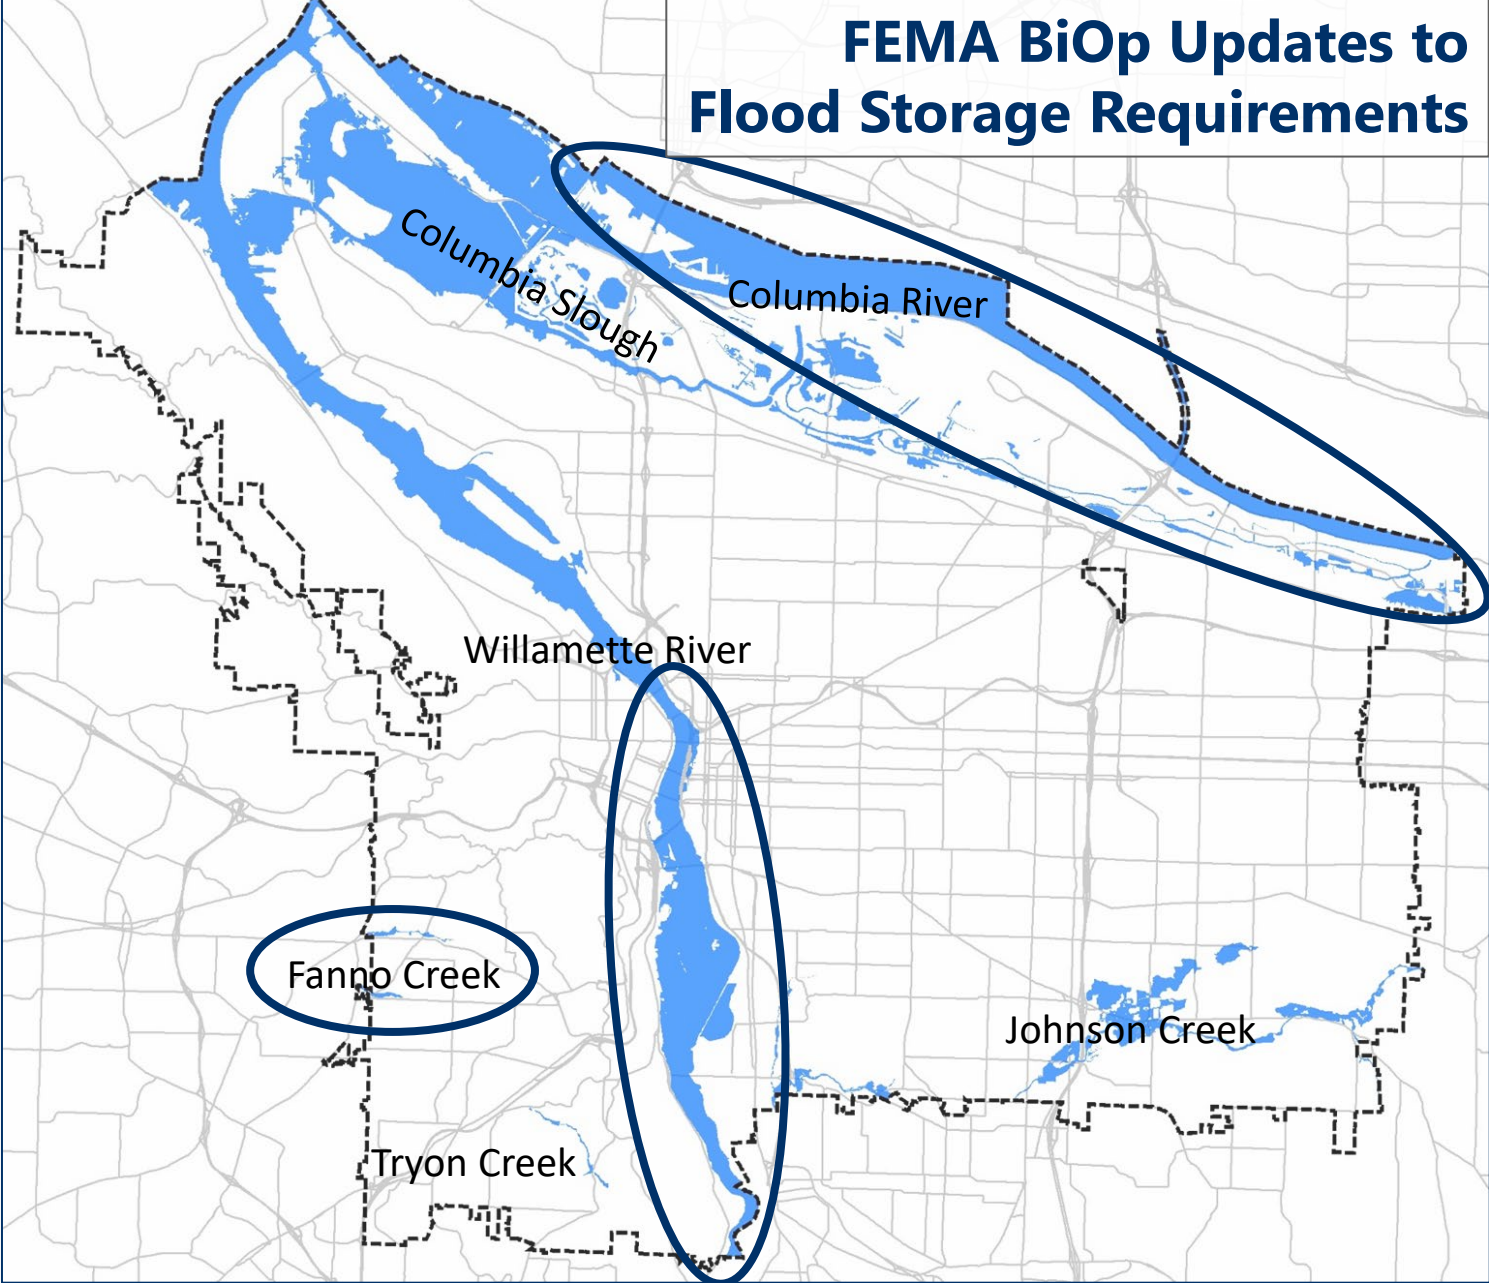 FEMA BiOp Updates to
Flood Storage Requirements
Columbia Slough
Columbia River
Willamette River
Fanno Creek
Johnson Creek
Tryon Creek